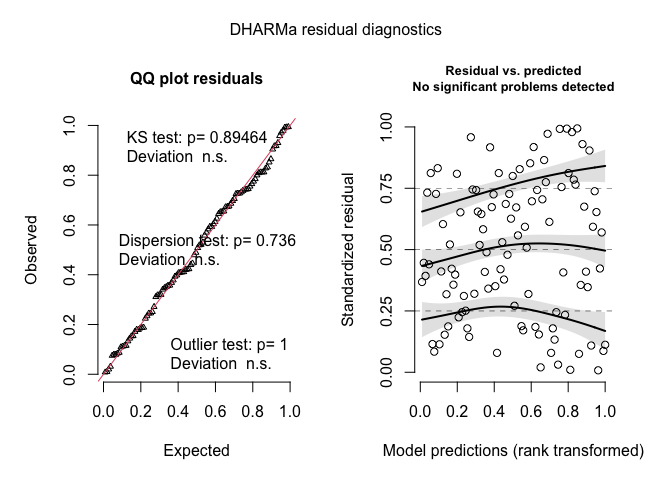 DHARMa residual diagnostics
QQ plot residuals
KS test: p= 0.89464
Deviation n.s.
Dispersion test: p= 0.736
Deviation n.s.
Outlier test: p= 1
Deviation n.s.
Observed
0.0 0.2 0.4 0.6 0.8 1.0
0.0 0.2 0.4 0.6 0.8 1.0
Expected
Residual vs. predicted
No significant problems detected
Standardized residual
0.00 0.25 0.50 0.75 1.00
0.0 0.2 0.4 0.6 0.8 1.0
Model predictions (rank transformed)